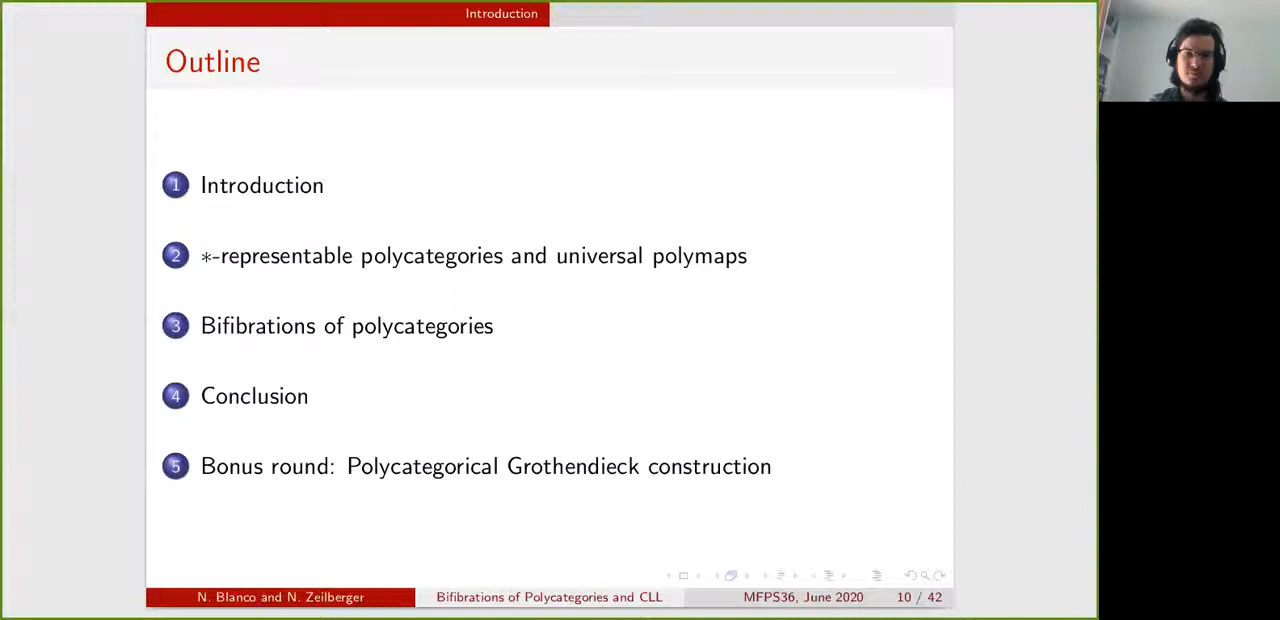 Introduction
Outline
1 Introduction
2 *-representable polycategories and universal polymaps
3 Bifibrations of polycategories
4 Conclusion
5 Bonus round: Polycategorical Grothendieck construction
N. Blanco and N. Zeilberger Bifibrations of Polycategories and CLL MFPS36, June 2020 10 / 42